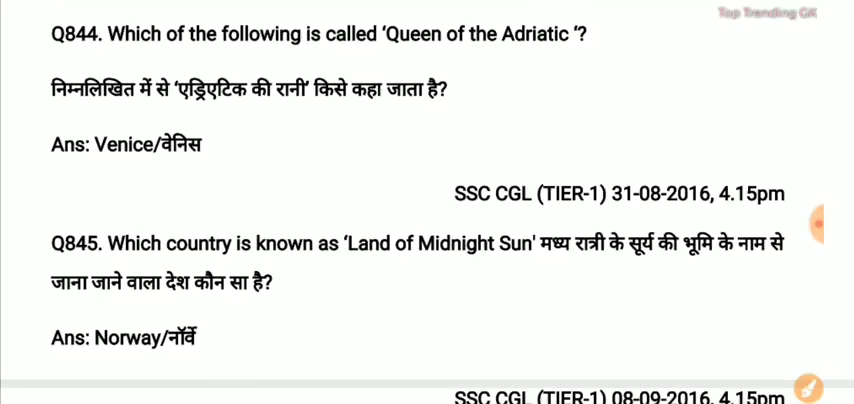 Top Trending GK
Q844. Which of the following is called ‘Queen of the Adriatic ‘?
निम्नलिखित में से ‘एड्रिएटिक की रानी’ किसे कहा जाता है?
Ans: Venice/वेनिस
SSC CGL (TIER-1) 31-08-2016, 4.15pm
Q845. Which country is known as ‘Land of Midnight Sun' मध्य रात्री के सूर्य की भूमि के नाम से
जाना जाने वाला देश कौन सा है?
Ans: Norway/नॉर्वे
SSC CGL (TIER-1) 08-09-2016, 4.15pm